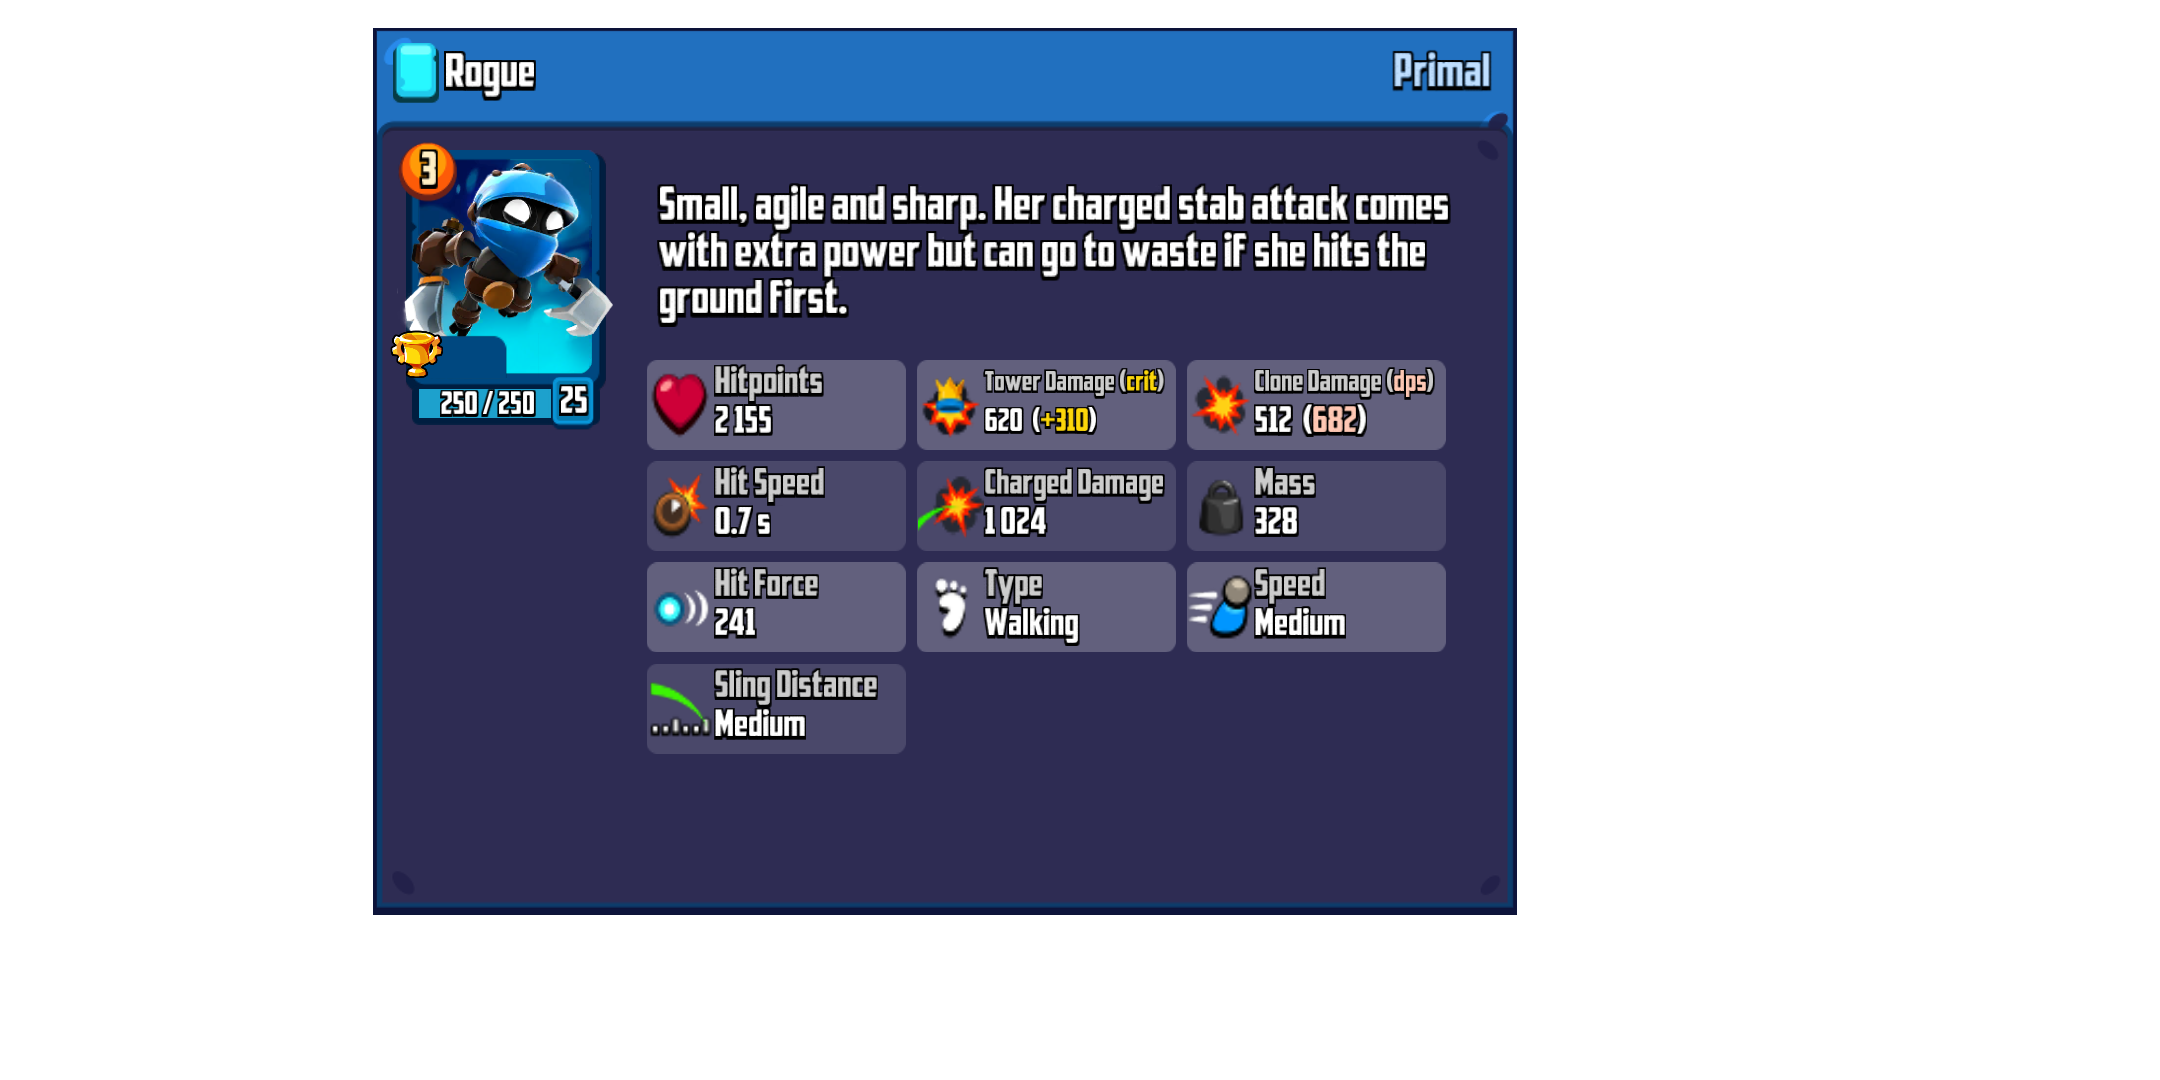 Rogue
Primal
3
Small, agile and sharp. Her charged stab attack comes
with extra power but can go to waste if she hits the
ground first.
250 / 250
25
Hitpoints
2 155
Tower Damage (crit)
620 (+310)
Clone Damage (dps)
512 (682)
Hit Speed
0.7 s
Charged Damage
1 024
Mass
328
Hit Force
241
Type
Walking
Speed
Medium
Sling Distance
Medium